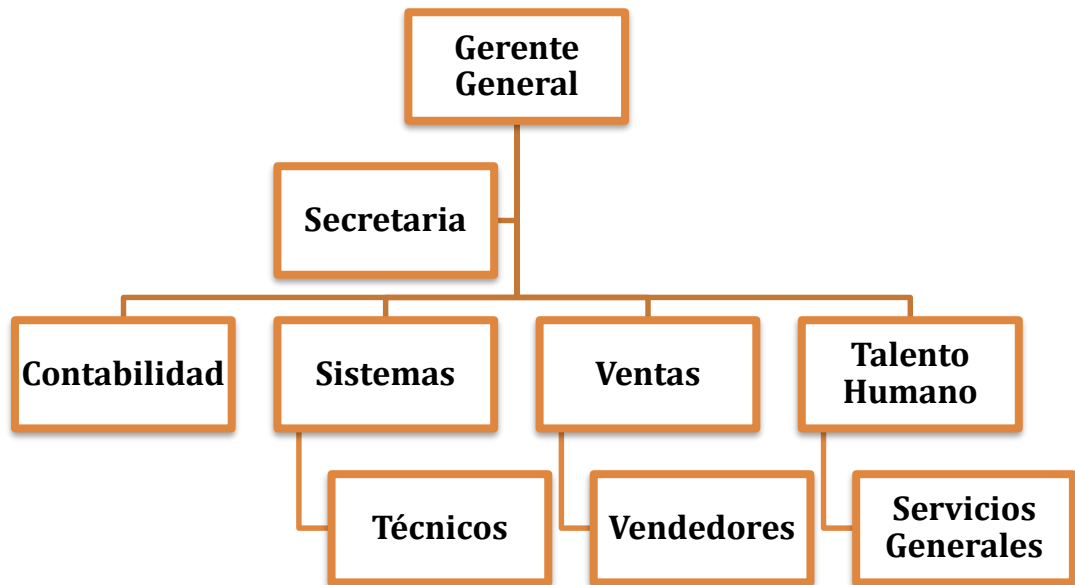 Gerente
General
Secretaria
Contabilidad
Sistemas
Ventas
Talento
Humano
Técnicos
Vendedores
Servicios
Generales